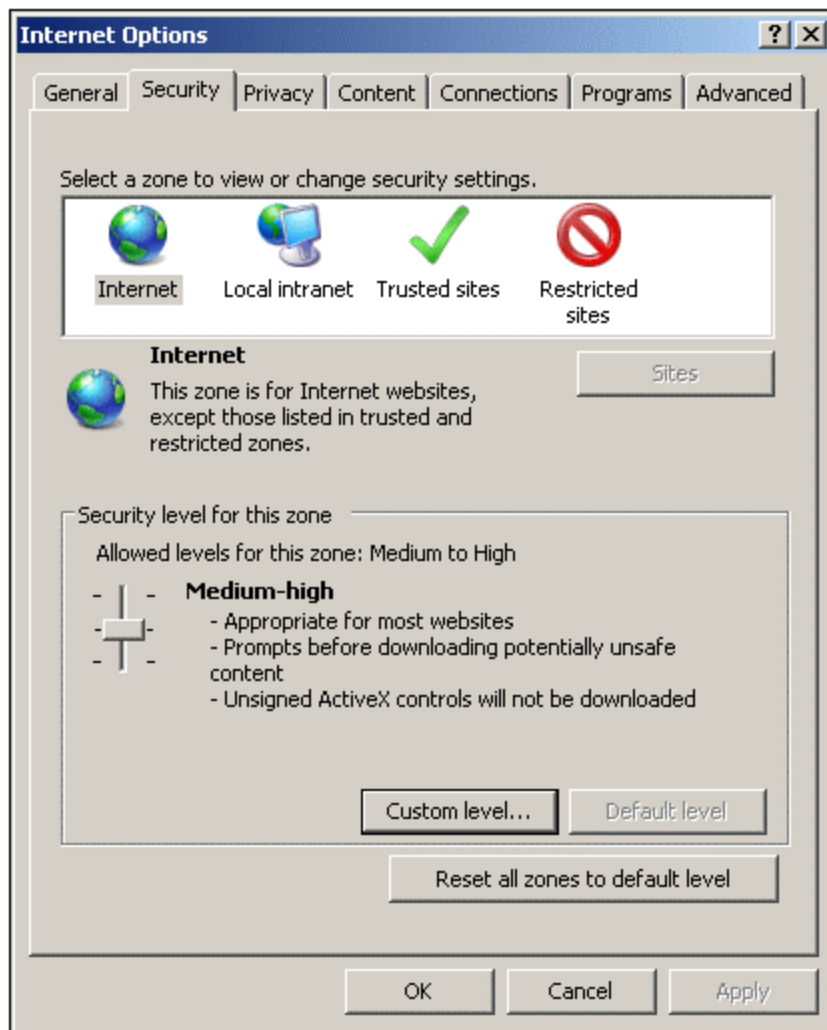 Internet Options
General Security Privacy Content Connections Programs Advanced
Select a zone to view or change security settings.
Internet Local intranet Trusted sites Restricted
sites
Internet
Sites
This zone is for Internet websites,
except those listed in trusted and
restricted zones.
Security level for this zone
Allowed levels for this zone: Medium to High
Medium-high
- Appropriate for most websites
- Prompts before downloading potentially unsafe
content
- Unsigned ActiveX controls will not be downloaded
Custom level... Default level
Reset all zones to default level
OK Cancel Apply